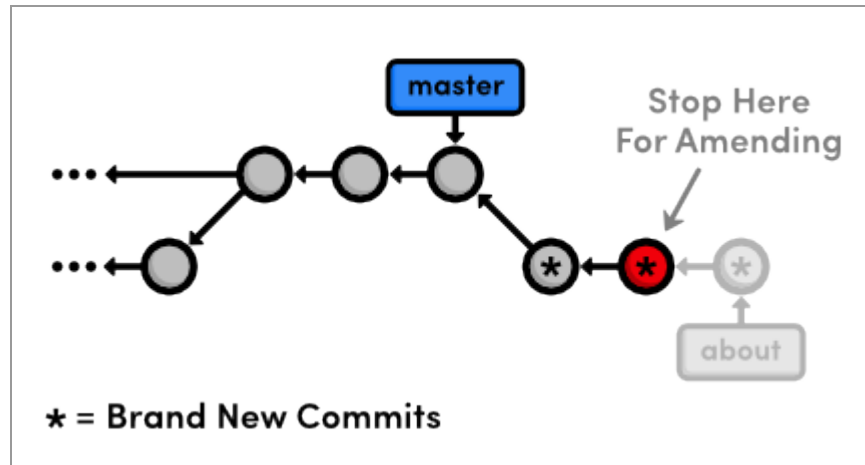 master
Stop Here
For Amending
•••
•••
*
*
*
about
* = Brand New Commits